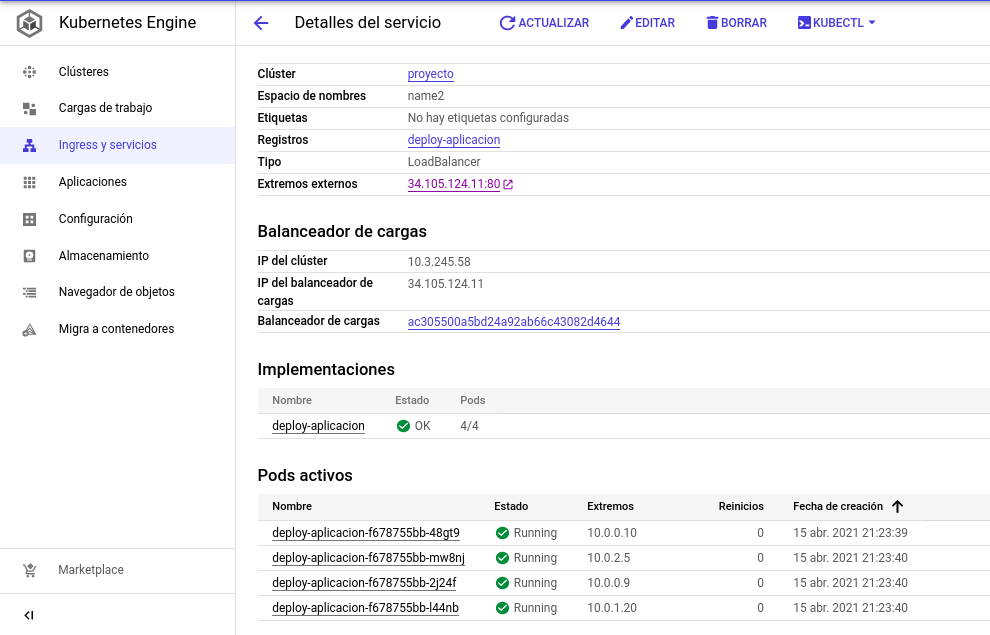 Kubernetes Engine
Detalles del servicio
ACTUALIZAR
EDITAR
BORRAR
KUBECTL
Clústeres
Cargas de trabajo
Ingress y servicios
Aplicaciones
Configuración
Almacenamiento
Navegador de objetos
Migra a contenedores
Marketplace
Clúster proyecto
Espacio de nombres name2
Etiquetas No hay etiquetas configuradas
Registros deploy-aplicacion
Tipo LoadBalancer
Extremos externos 34.105.124.11:80
Balanceador de cargas
IP del clúster 10.3.245.58
IP del balanceador de 34.105.124.11
cargas
Balanceador de cargas ac305500a5bd24a92ab66c43082d4644
Implementaciones
Nombre Estado Pods
deploy-aplicacion OK 4/4
Pods activos
Nombre Estado Extremos Reinicios Fecha de creación
deploy-aplicacion-f678755bb-48gt9 Running 10.0.0.10 0 15 abr. 2021 21:23:39
deploy-aplicacion-f678755bb-mw8nj Running 10.0.2.5 0 15 abr. 2021 21:23:40
deploy-aplicacion-f678755bb-2j24f Running 10.0.0.9 0 15 abr. 2021 21:23:40
deploy-aplicacion-f678755bb-l44nb Running 10.0.1.20 0 15 abr. 2021 21:23:40